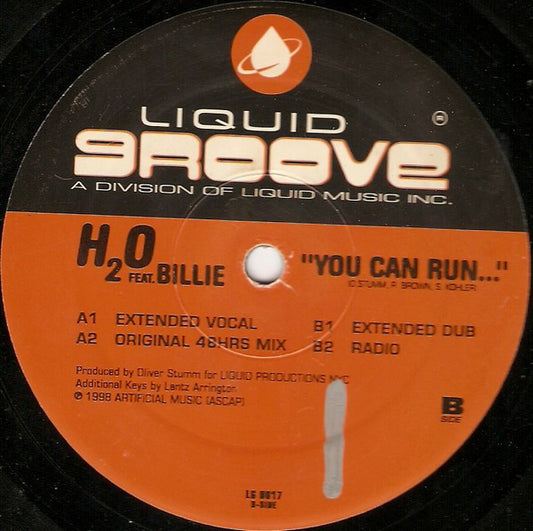 LIQUID ®
groove
A DIVISION OF LIQUID MUSIC INC.
H2O FEAT. BILLIE
"YOU CAN RUN..."
(O.STUMM, R. BROWN, S. KOHLER)
A1 EXTENDED VOCAL
A2 ORIGINAL 48HRS MIX
B1 EXTENDED DUB
B2 RADIO
Produced by Oliver Stumm for LIQUID PRODUCTIONS NYC
Additional Keys by Lentz Arrington
℗ 1998 ARTIFICIAL MUSIC (ASCAP)
B
SIDE
LG 0017
B-SIDE